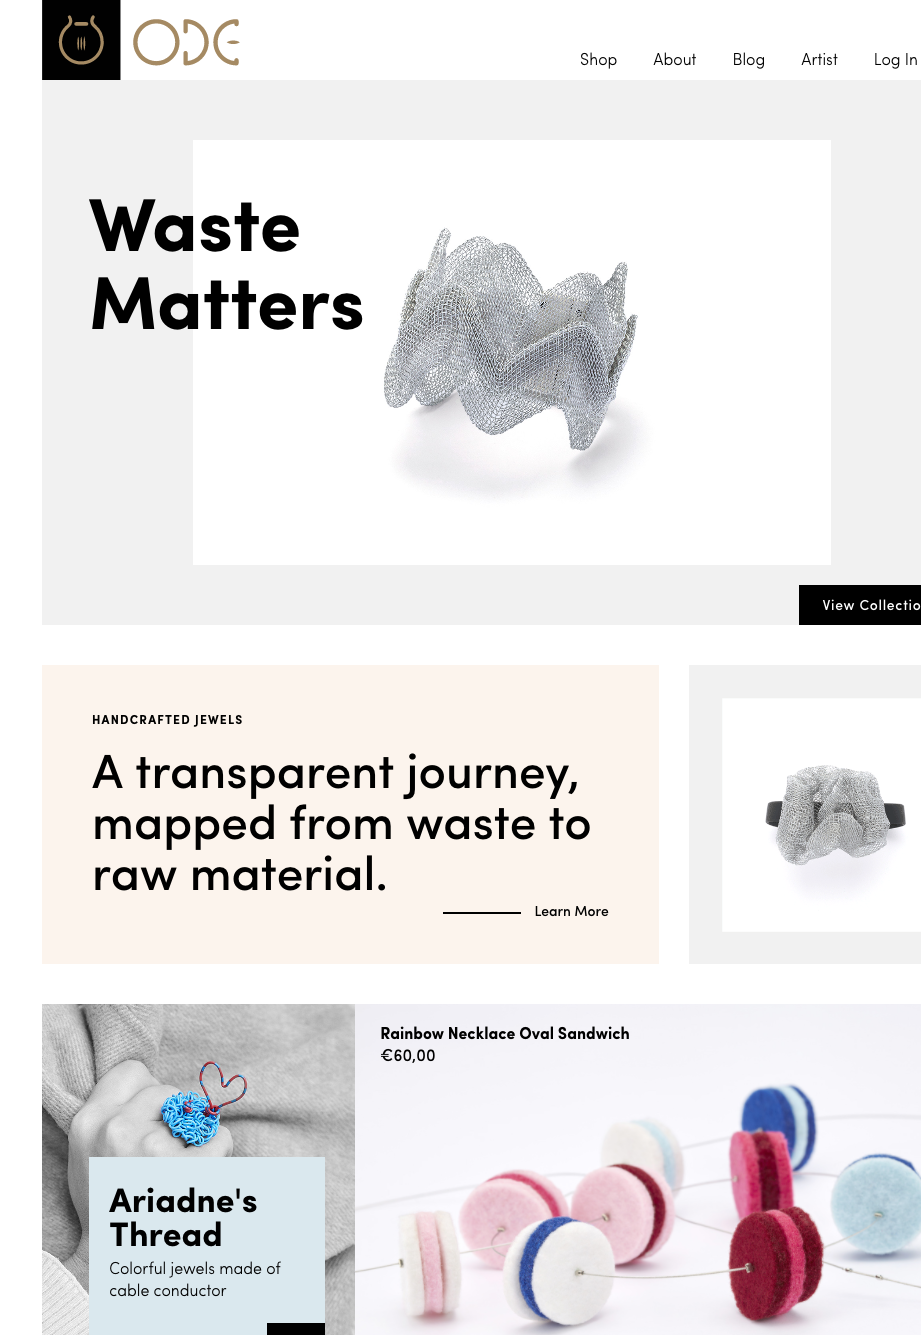 ODE
Shop About Blog Artist Log In
Waste
Matters
View Collectio
HANDCRAFTED JEWELS
A transparent journey,
mapped from waste to
raw material.
Learn More
Rainbow Necklace Oval Sandwich
€60,00
Ariadne's
Thread
Colorful jewels made of
cable conductor